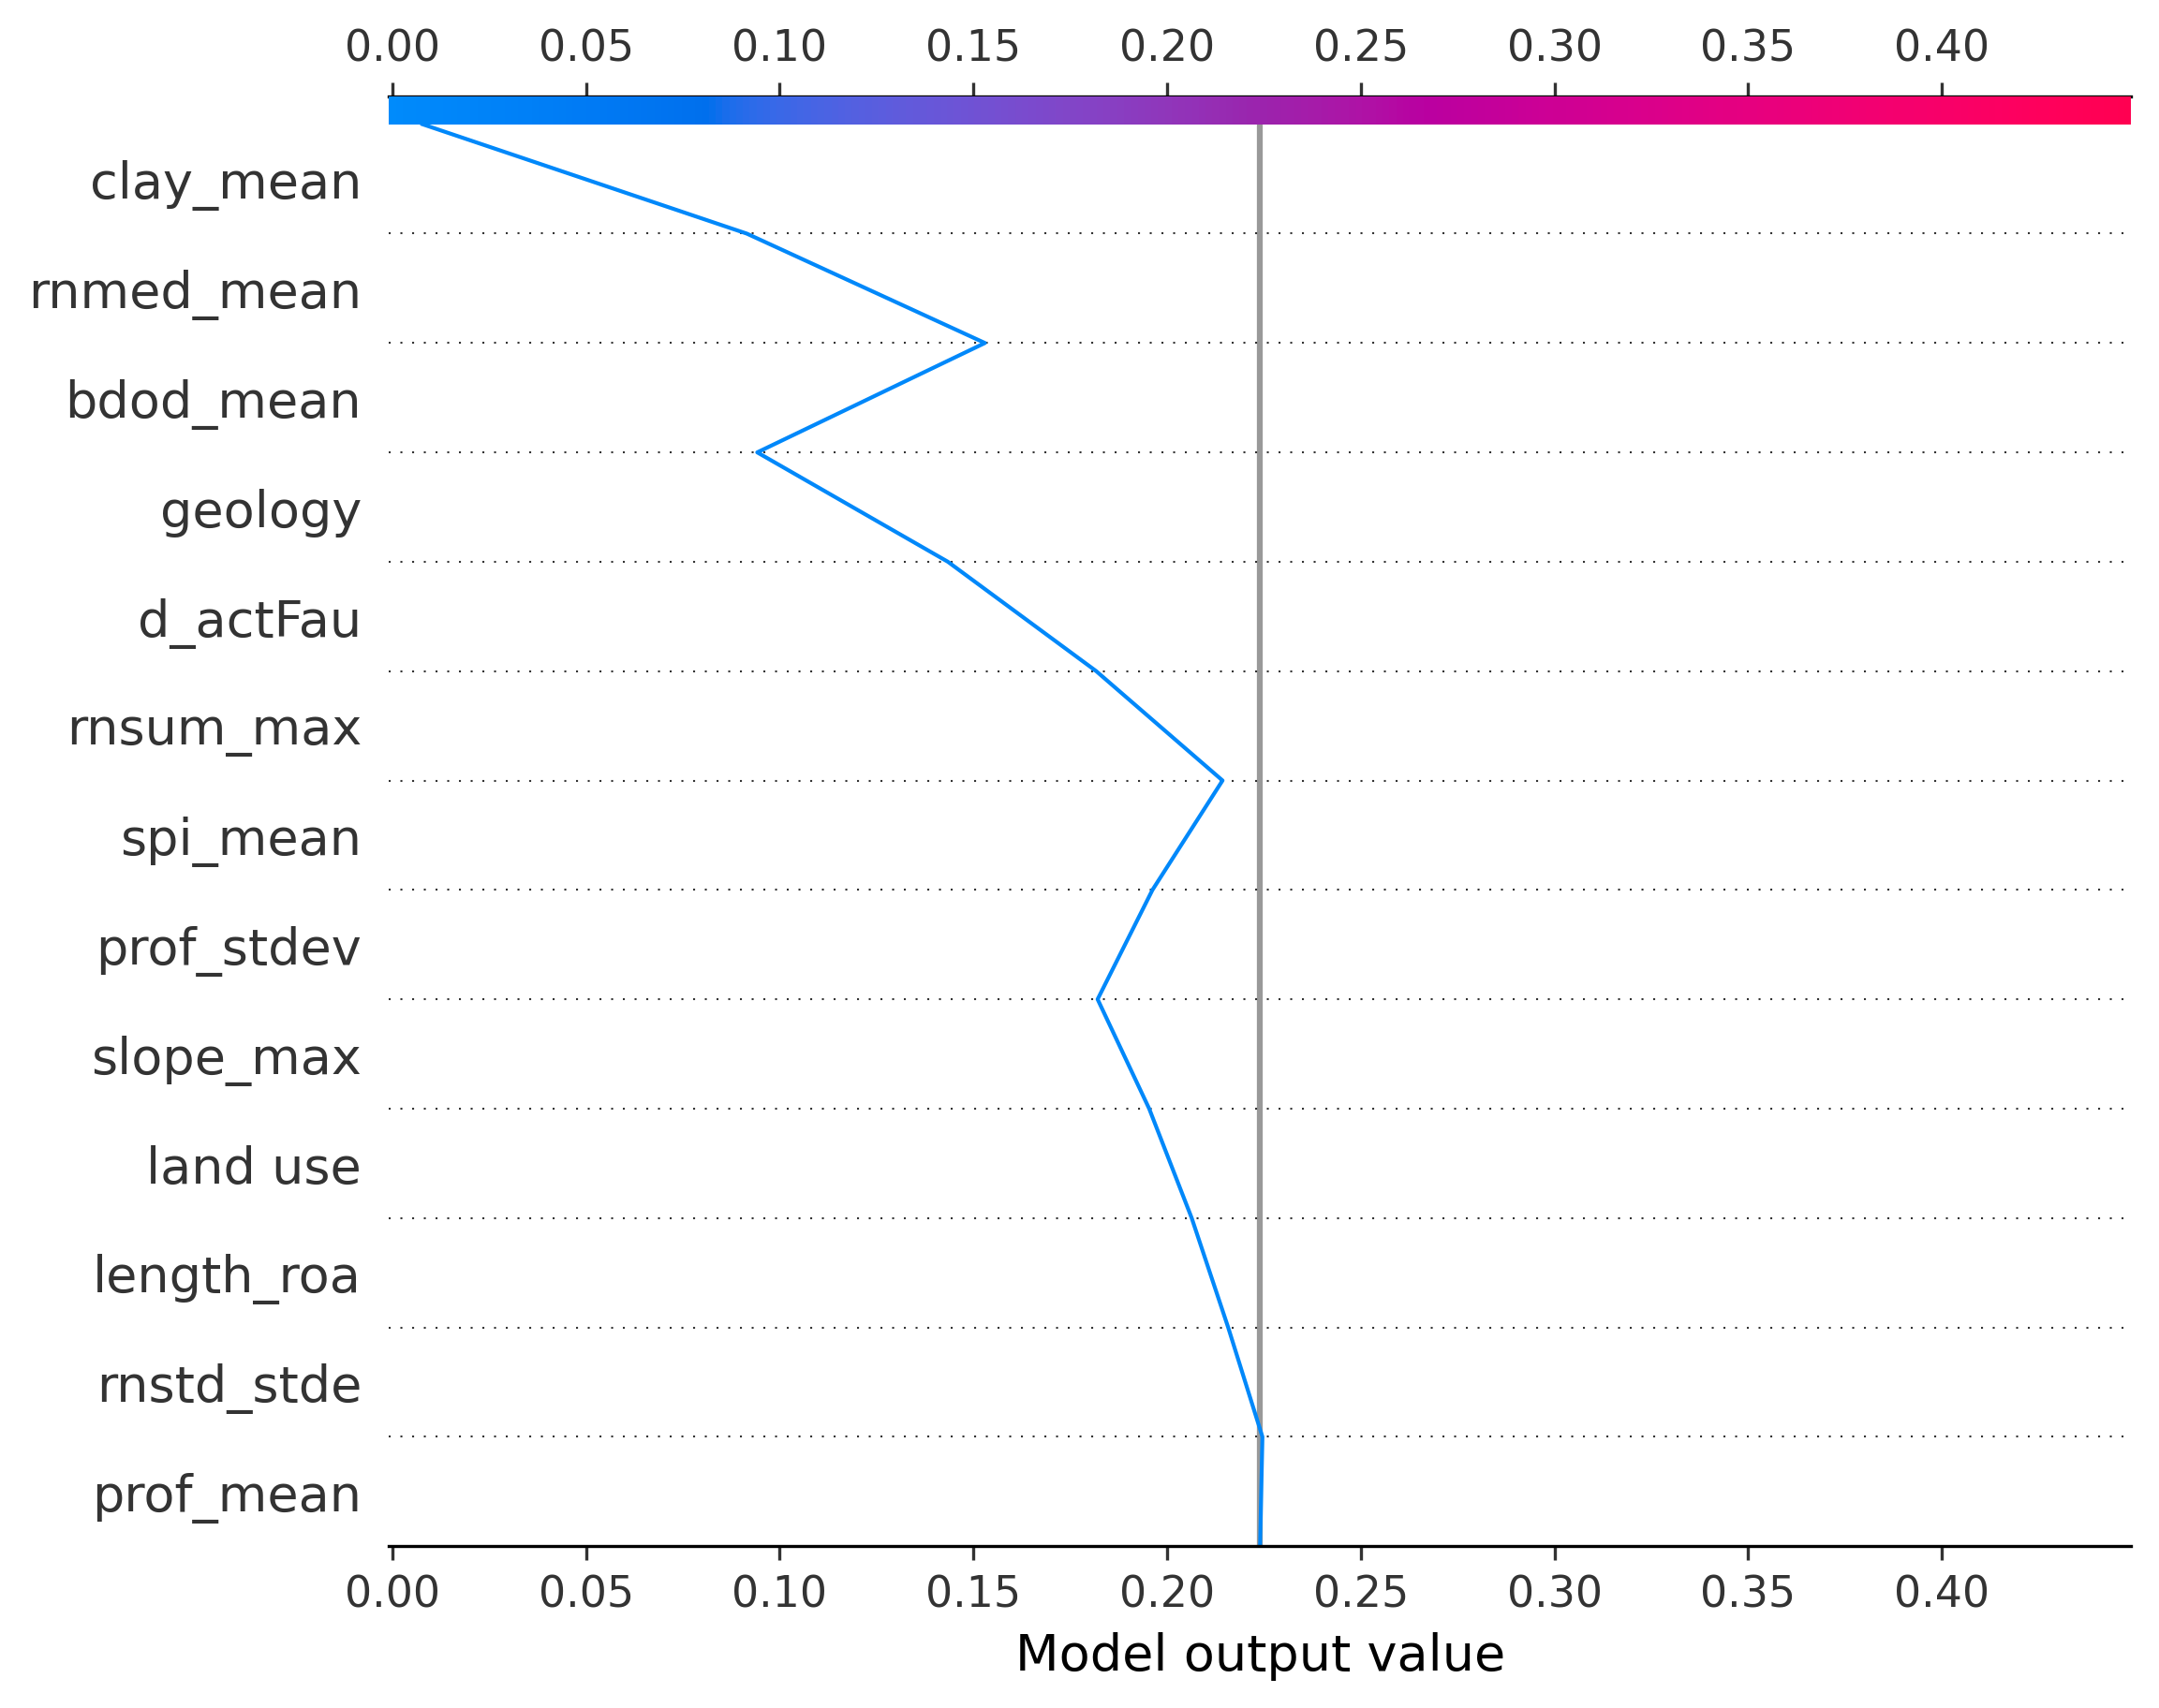 0.00 0.05 0.10 0.15 0.20 0.25 0.30 0.35 0.40
clay_mean
rnmed_mean
bdod_mean
geology
d_actFau
rnsum_max
spi_mean
prof_stdev
slope_max
land use
length_roa
rnstd_stde
prof_mean
0.00 0.05 0.10 0.15 0.20 0.25 0.30 0.35 0.40
Model output value